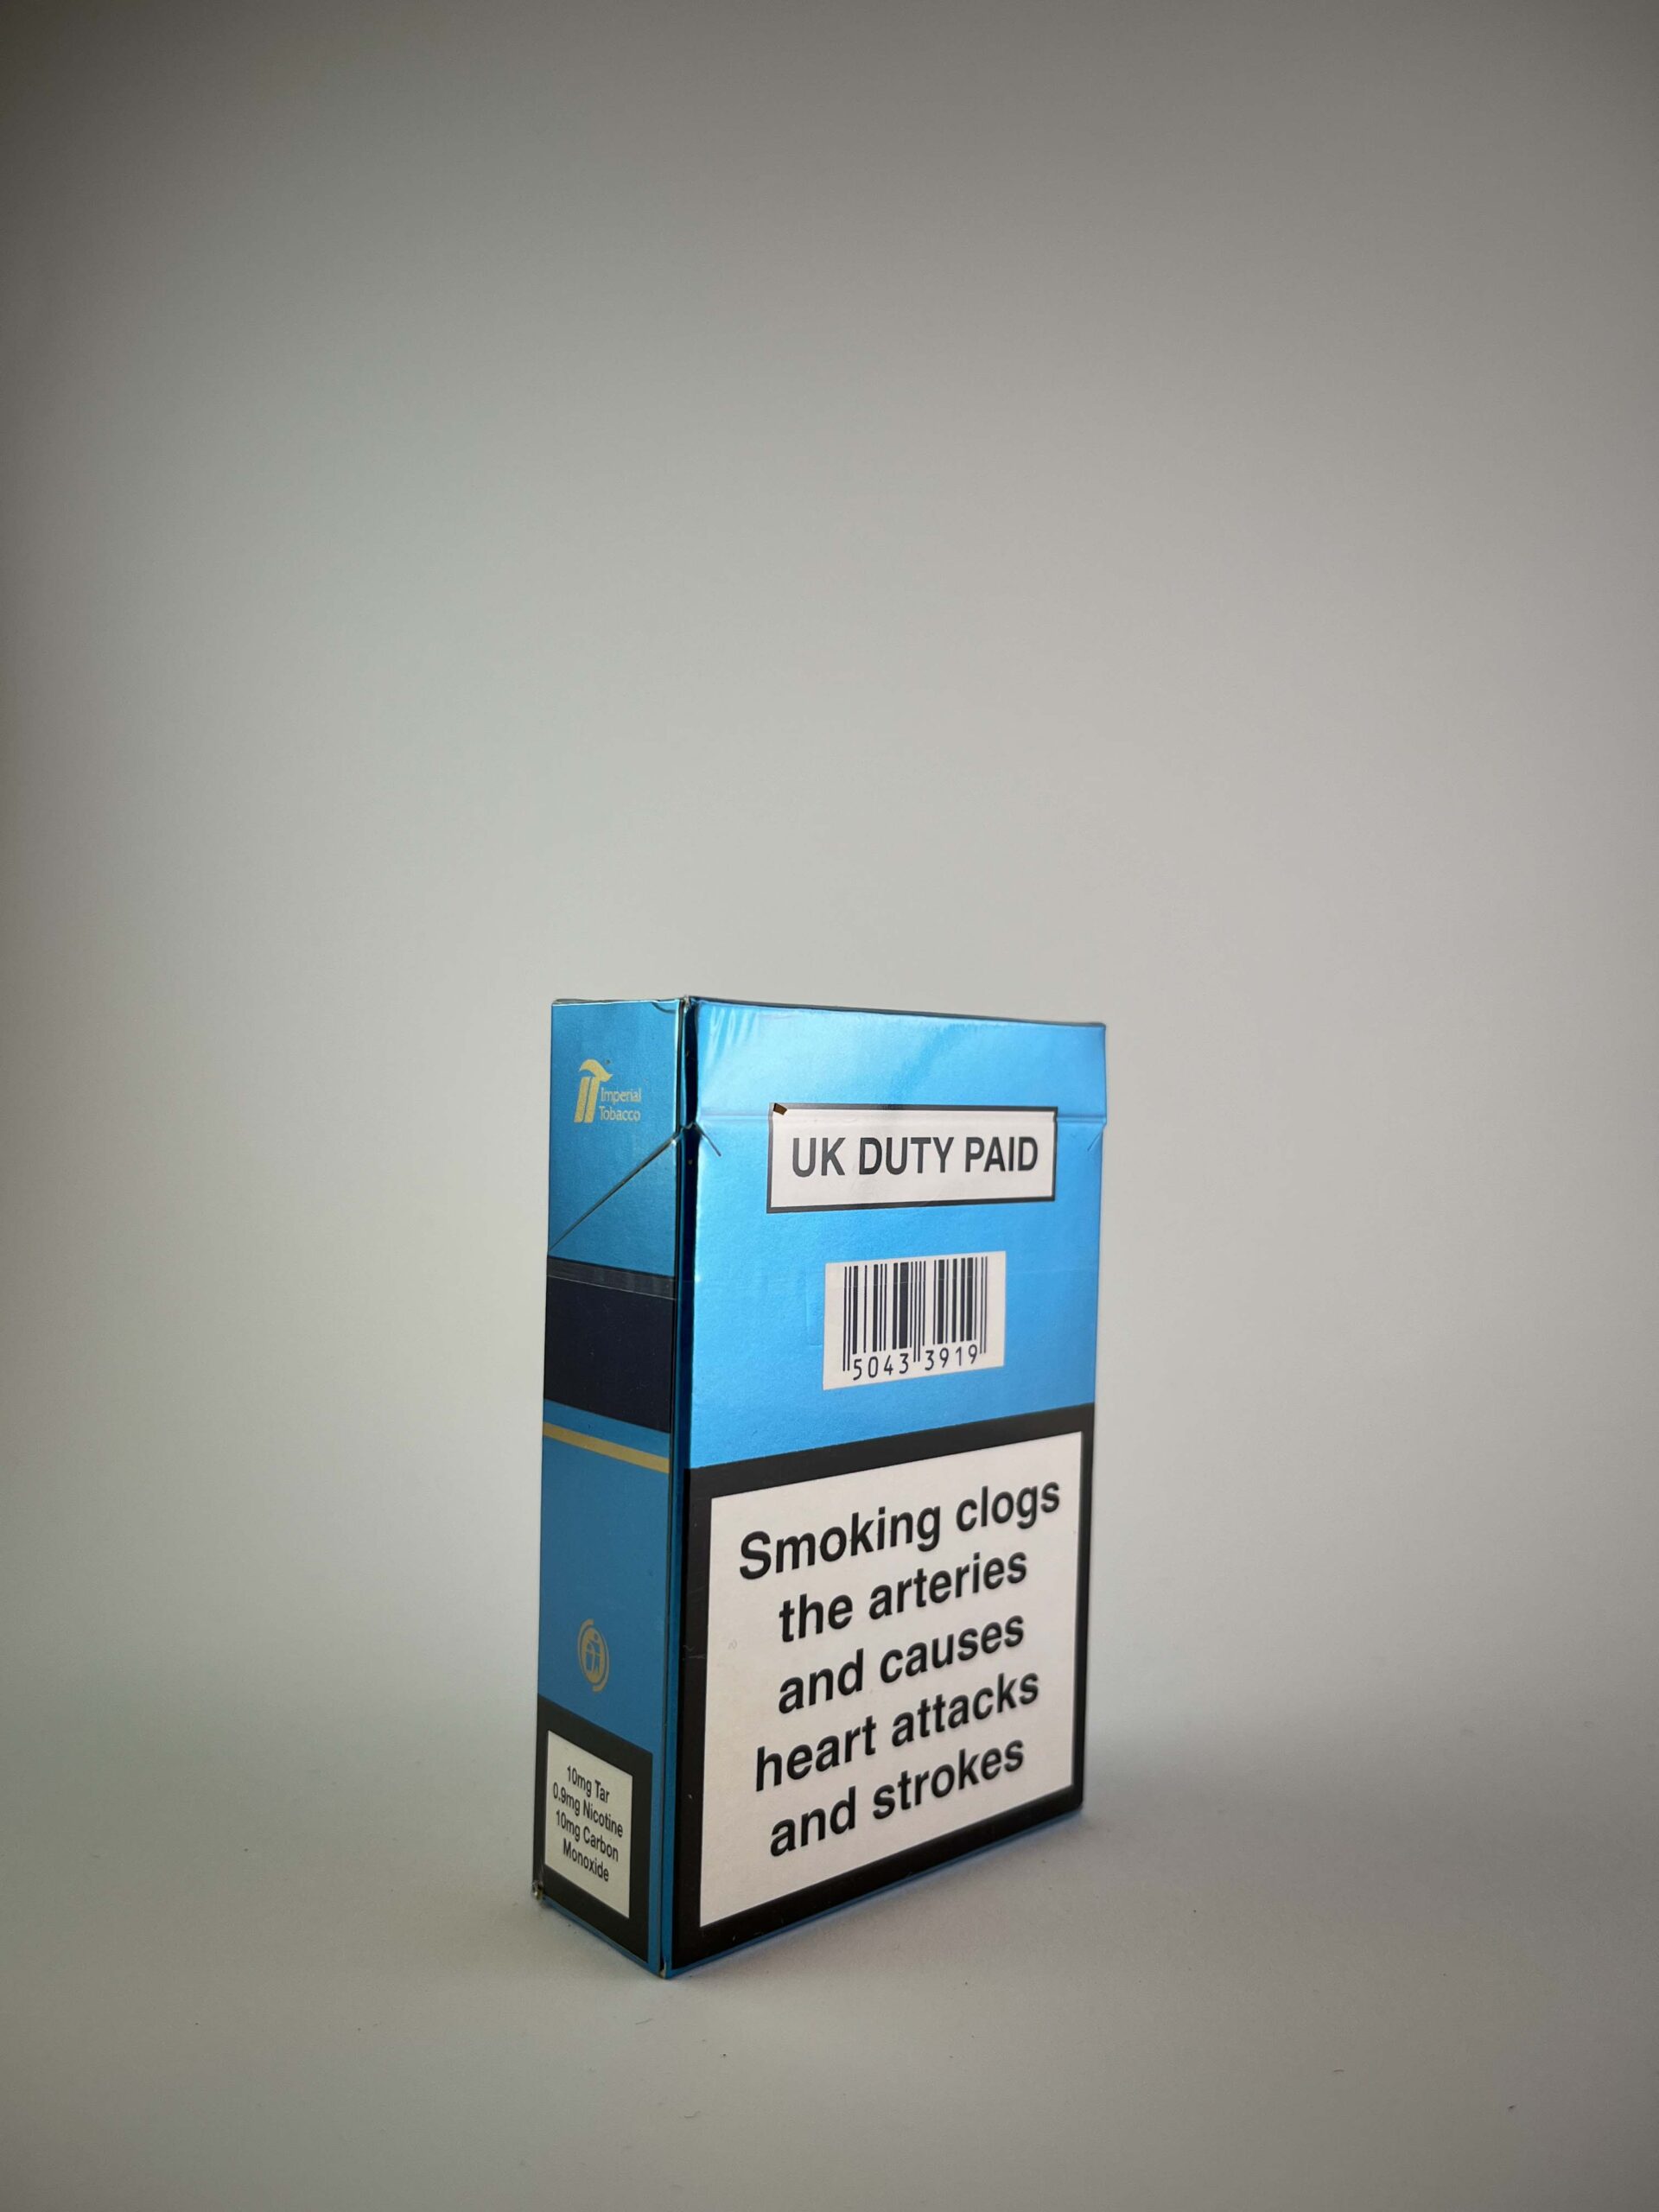 Imperial
Tobacco
UK DUTY PAID
5043 3919
Smoking clogs
the arteries
and causes
heart attacks
and strokes
10mg Tar
0.9mg Nicotine
10mg Carbon
Monoxide